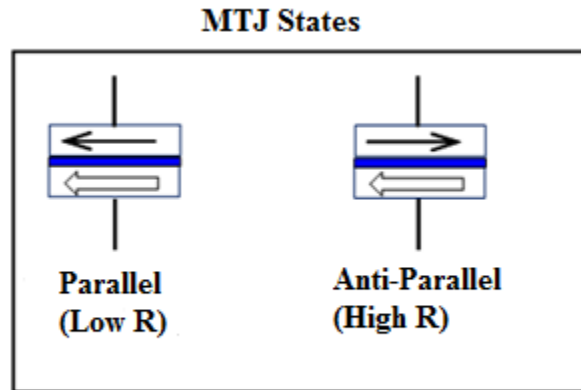 MTJ States
Parallel
(Low R)
Anti-Parallel
(High R)